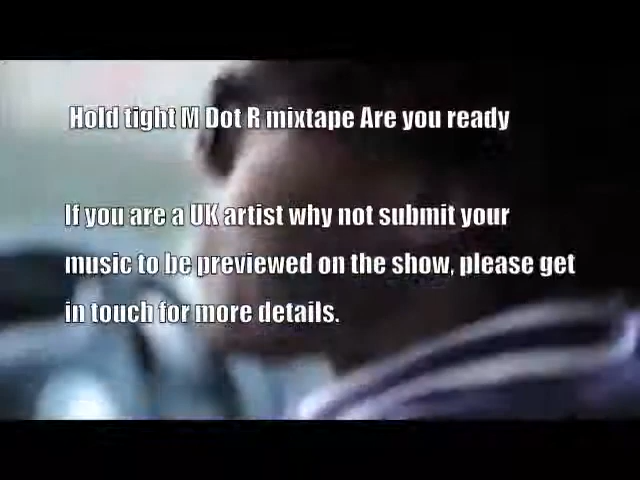 Hold tight M Dot R mixtape Are you ready
If you are a UK artist why not submit your
music to be previewed on the show, please get
in touch for more details.